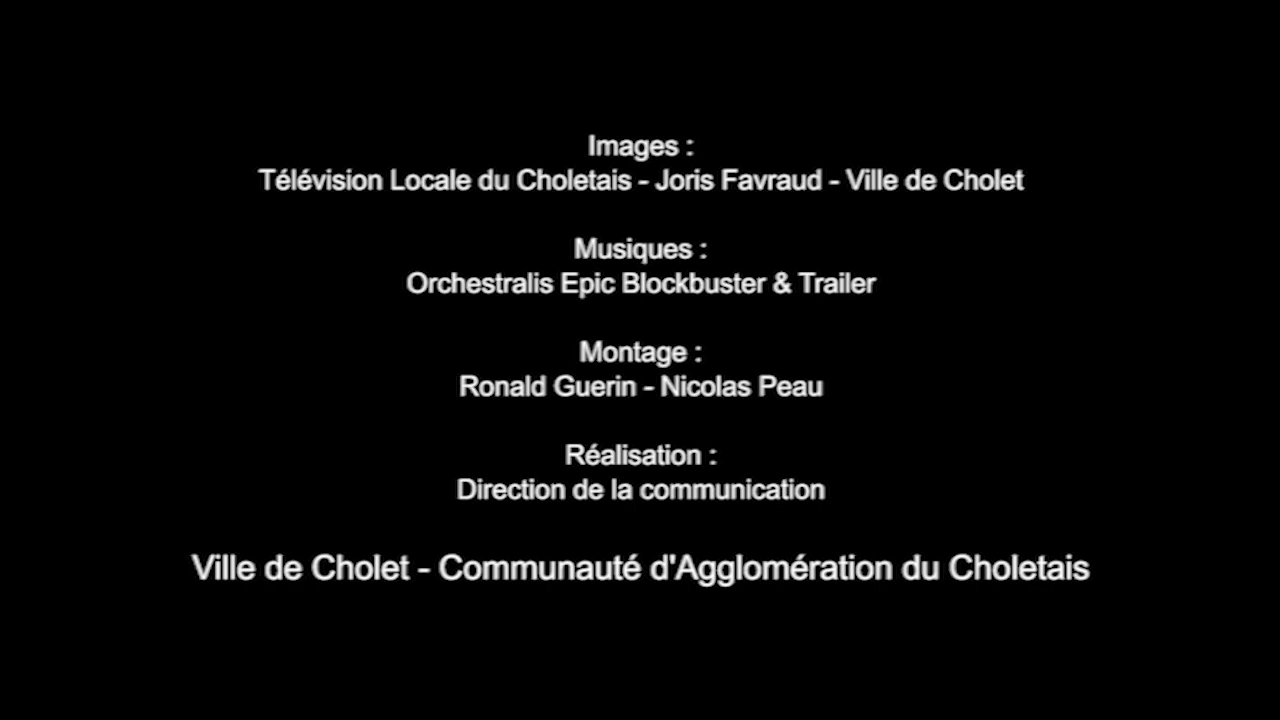 Images :
Télévision Locale du Choletais - Joris Favraud - Ville de Cholet
Musiques :
Orchestralis Epic Blockbuster & Trailer
Montage :
Ronald Guerin - Nicolas Peau
Réalisation :
Direction de la communication
Ville de Cholet - Communauté d'Agglomération du Choletais